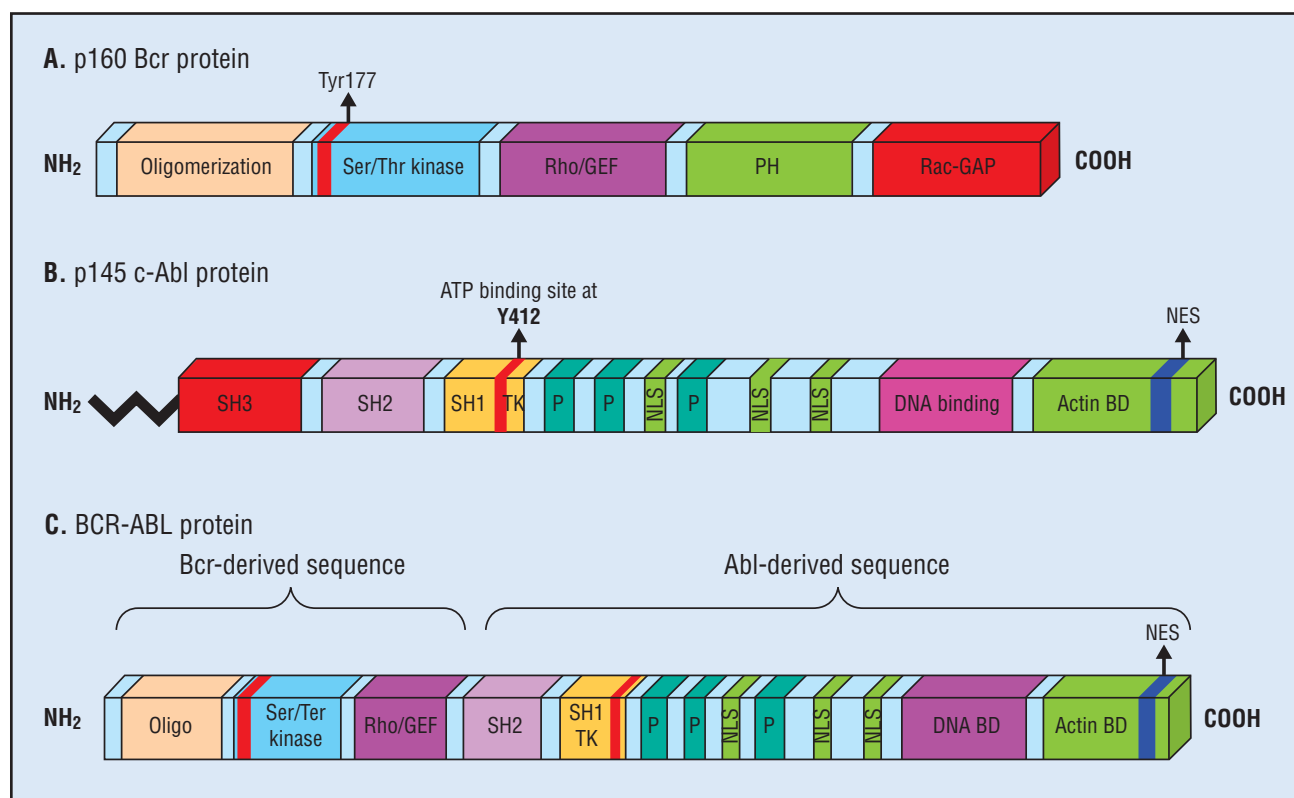 A. p160 Bcr protein
Tyr177
NH2
Oligomerization
Ser/Thr kinase
Rho/GEF
PH
Rac-GAP
COOH
B. p145 c-Abl protein
ATP binding site at
Y412
NES
NH2
SH3
SH2
SH1
TK
P
P
NLS
P
NLS
NLS
DNA binding
Actin BD
COOH
C. BCR-ABL protein
Bcr-derived sequence
Abl-derived sequence
NES
NH2
Oligo
Ser/Ter
kinase
Rho/GEF
SH2
SH1
TK
P
P
NLS
P
NLS
NLS
DNA BD
Actin BD
COOH